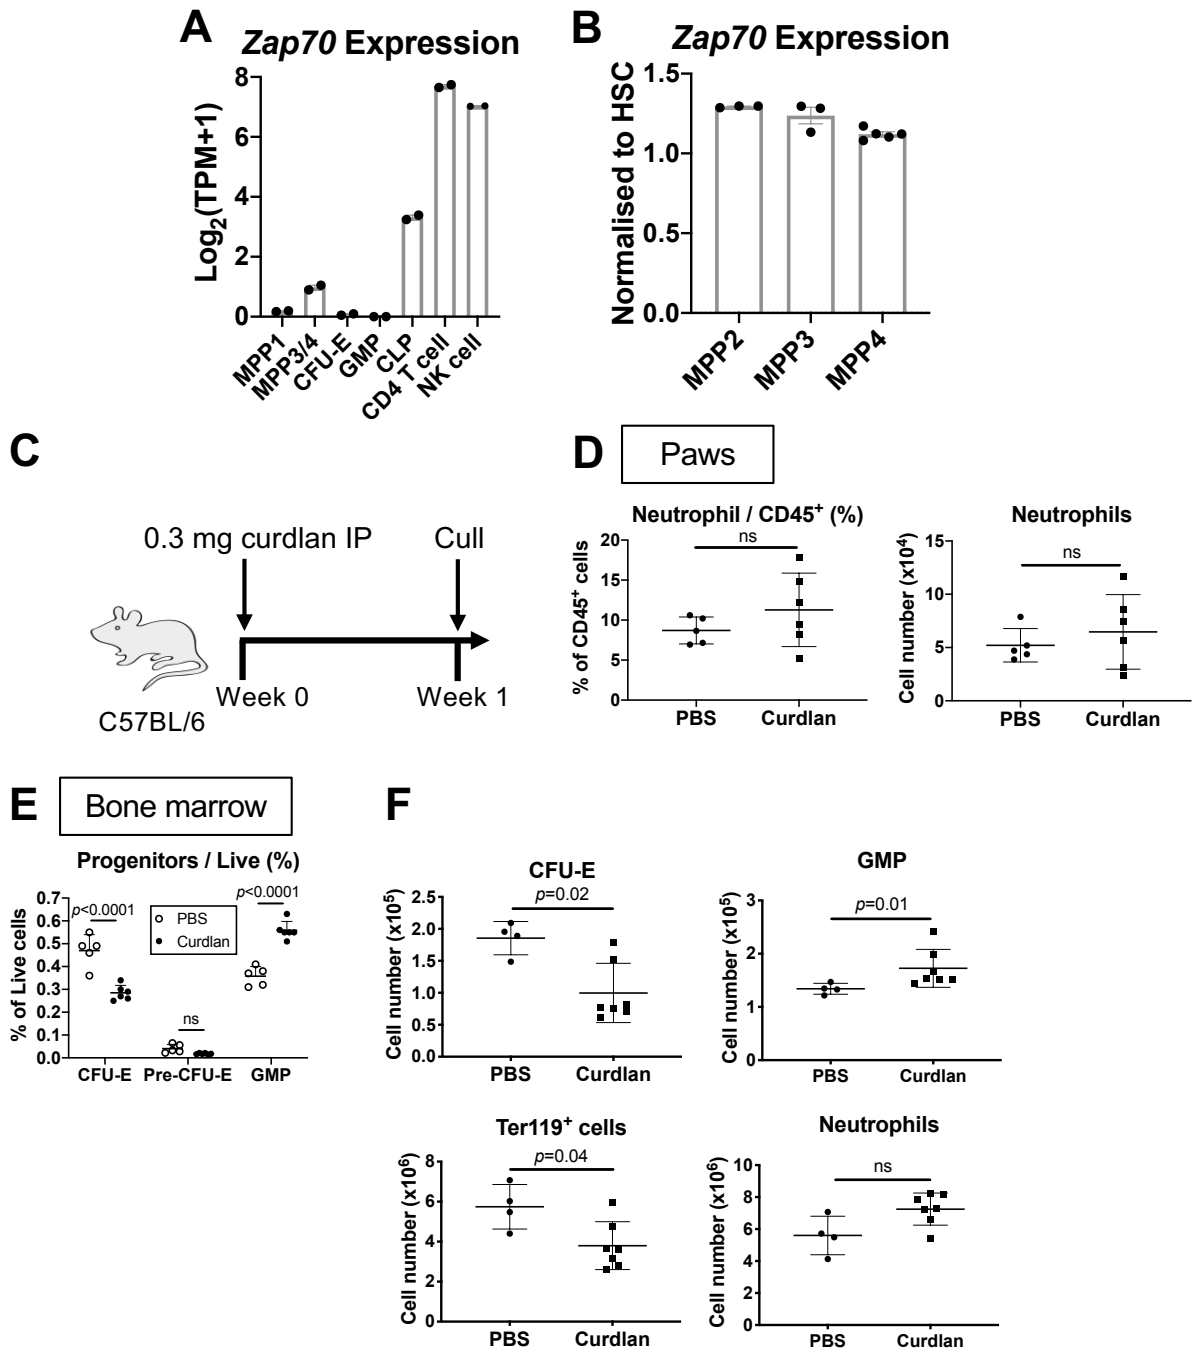 A
Zap70 Expression
Log2(TPM+1)
8
6
4
2
0
MPP1
MPP3/4
CFU-E
GMP
CLP
CD4 T cell
NK cell
B
Zap70 Expression
Normalised to HSC
1.5
1.0
0.5
0.0
MPP2
MPP3
MPP4
C
0.3 mg curdlan IP
Cull
Week 0
Week 1
C57BL/6
D
Paws
Neutrophil / CD45+ (%)
ns
% of CD45+ cells
20
15
10
5
0
PBS
Curdlan
Neutrophils
ns
Cell number (x10^4)
15
10
5
0
PBS
Curdlan
E
Bone marrow
Progenitors / Live (%)
% of Live cells
0.7
0.6
0.5
0.4
0.3
0.2
0.1
0.0
p<0.0001
ns
p<0.0001
PBS
Curdlan
CFU-E
Pre-CFU-E
GMP
F
CFU-E
p=0.02
Cell number (x10^5)
2.5
2.0
1.5
1.0
0.5
0
PBS
Curdlan
GMP
p=0.01
Cell number (x10^5)
3
2
1
0
PBS
Curdlan
Ter119+ cells
p=0.04
Cell number (x10^6)
8
6
4
2
0
PBS
Curdlan
Neutrophils
ns
Cell number (x10^6)
10
8
6
4
2
0
PBS
Curdlan